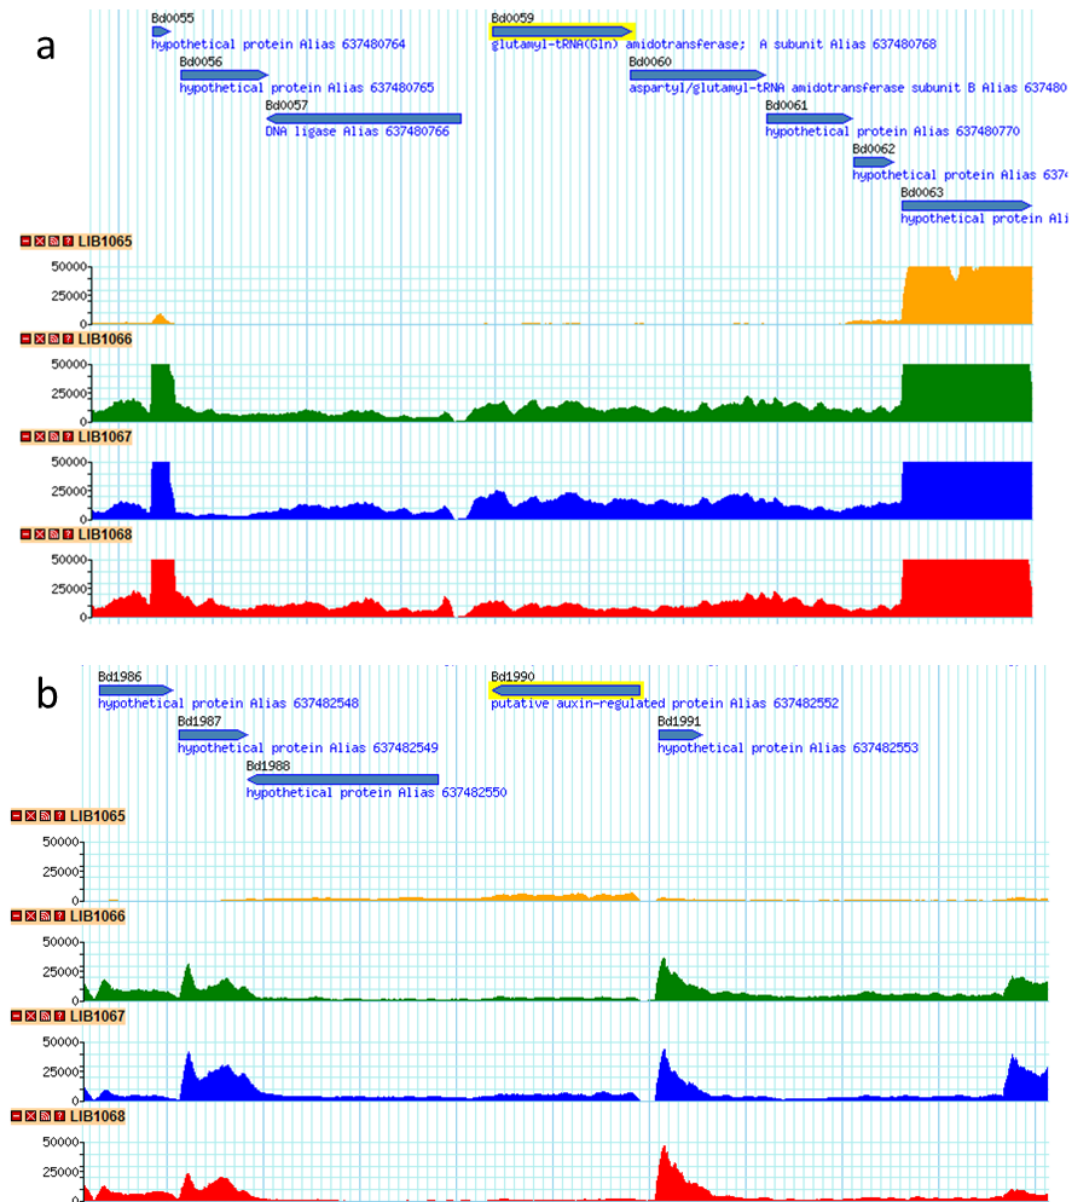 a
Bd0055
hypothetical protein Alias 637480764
Bd0059
glutamyl-tRNA(Gln) amidotransferase; A subunit Alias 637480768
Bd0056
hypothetical protein Alias 637480765
Bd0060
aspartyl/glutamyl-tRNA amidotransferase subunit B Alias 637480
Bd0057
DNA ligase Alias 637480766
Bd0061
hypothetical protein Alias 637480770
Bd0062
hypothetical protein Alias 6374
Bd0063
hypothetical protein Ali
LIB1065
50000
25000
0
LIB1066
50000
25000
0
LIB1067
50000
25000
0
LIB1068
50000
25000
0
b
Bd1986
hypothetical protein Alias 637482548
Bd1990
putative auxin-regulated protein Alias 637482552
Bd1987
hypothetical protein Alias 637482549
Bd1991
hypothetical protein Alias 637482553
Bd1988
hypothetical protein Alias 637482550
LIB1065
50000
25000
0
LIB1066
50000
25000
0
LIB1067
50000
25000
0
LIB1068
50000
25000
0